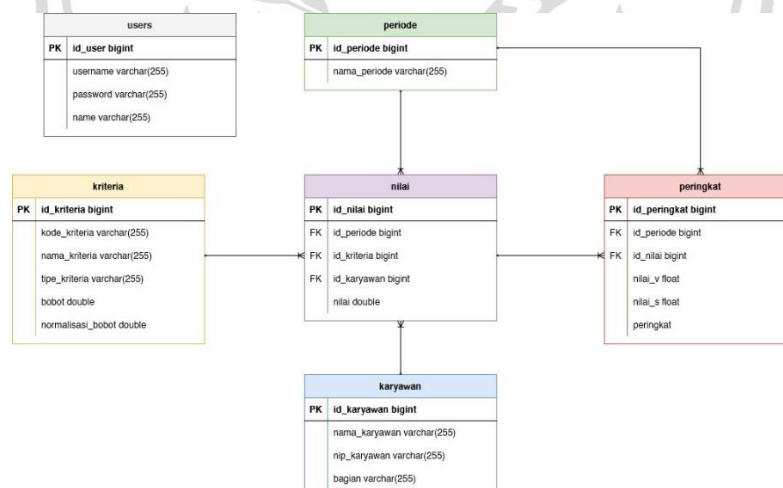 users
PK id_user bigint
username varchar(255)
password varchar(255)
name varchar(255)
periode
PK id_periode bigint
nama_periode varchar(255)
kriteria
PK id_kriteria bigint
kode_kriteria varchar(255)
nama_kriteria varchar(255)
tipe_kriteria varchar(255)
bobot double
normalisasi_bobot double
nilai
PK id_nilai bigint
FK id_periode bigint
FK id_kriteria bigint
FK id_karyawan bigint
nilai double
peringkat
PK id_peringkat bigint
FK id_periode bigint
FK id_nilai bigint
nilai_v float
nilai_s float
peringkat
karyawan
PK id_karyawan bigint
nama_karyawan varchar(255)
nip_karyawan varchar(255)
bagian varchar(255)